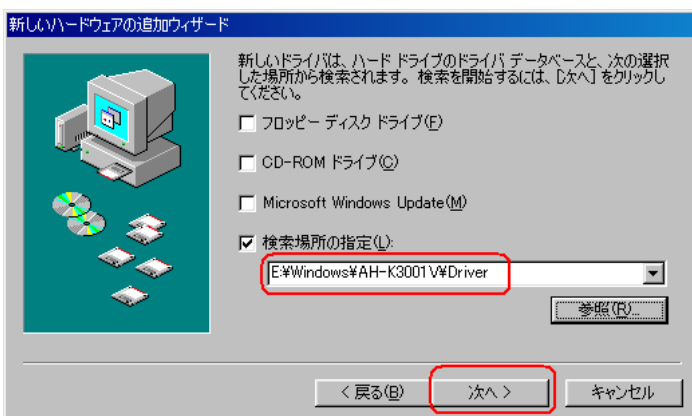 新しいハードウェアの追加ウィザード
新しいドライバは、ハード ドライブのドライバ データベースと、次の選択
した場所から検索されます。検索を開始するには、[次へ] をクリックし
てください。
フロッピー ディスク ドライブ(F)
CD-ROM ドライブ(C)
Microsoft Windows Update(M)
検索場所の指定(L):
E:¥Windows¥AH-K3001V¥Driver
参照(R)...
< 戻る(B)
次へ >
キャンセル